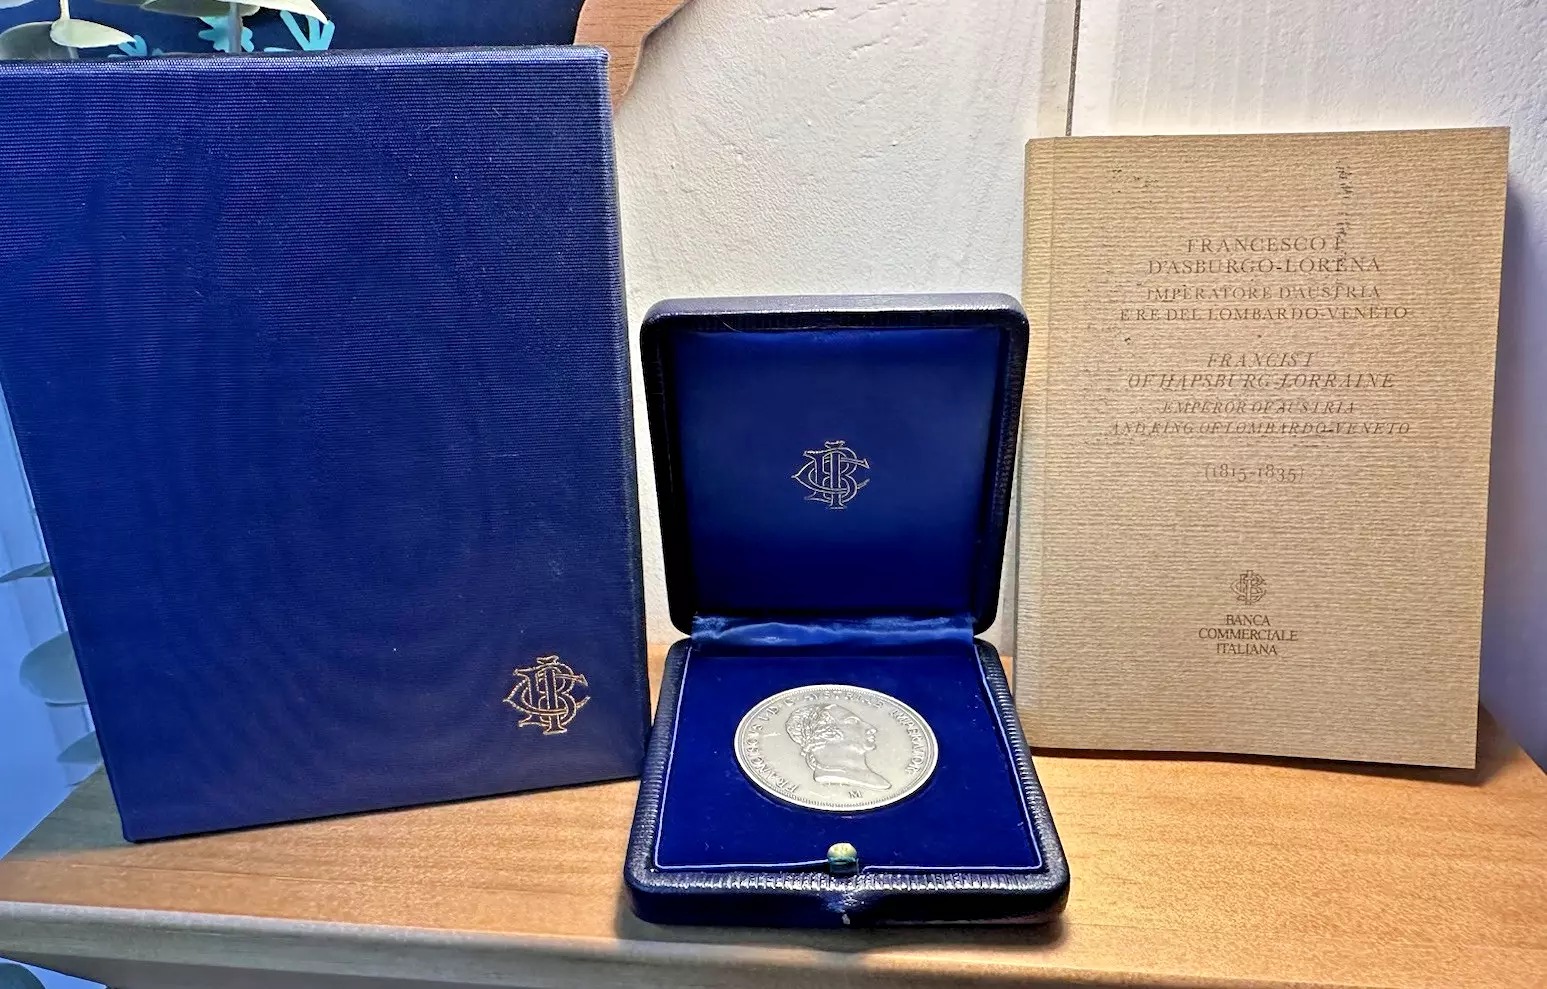 FRANCESCO I
D'ASBURGO-LORENA
IMPERATORE D'AUSTRIA
E RE DEL LOMBARDO-VENETO
FRANCIS I
OF HAPSBURG-LORRAINE
EMPEROR OF AUSTRIA
AND KING OF LOMBARDO-VENETO
(1815-1835)
BANCA
COMMERCIALE
ITALIANA
M